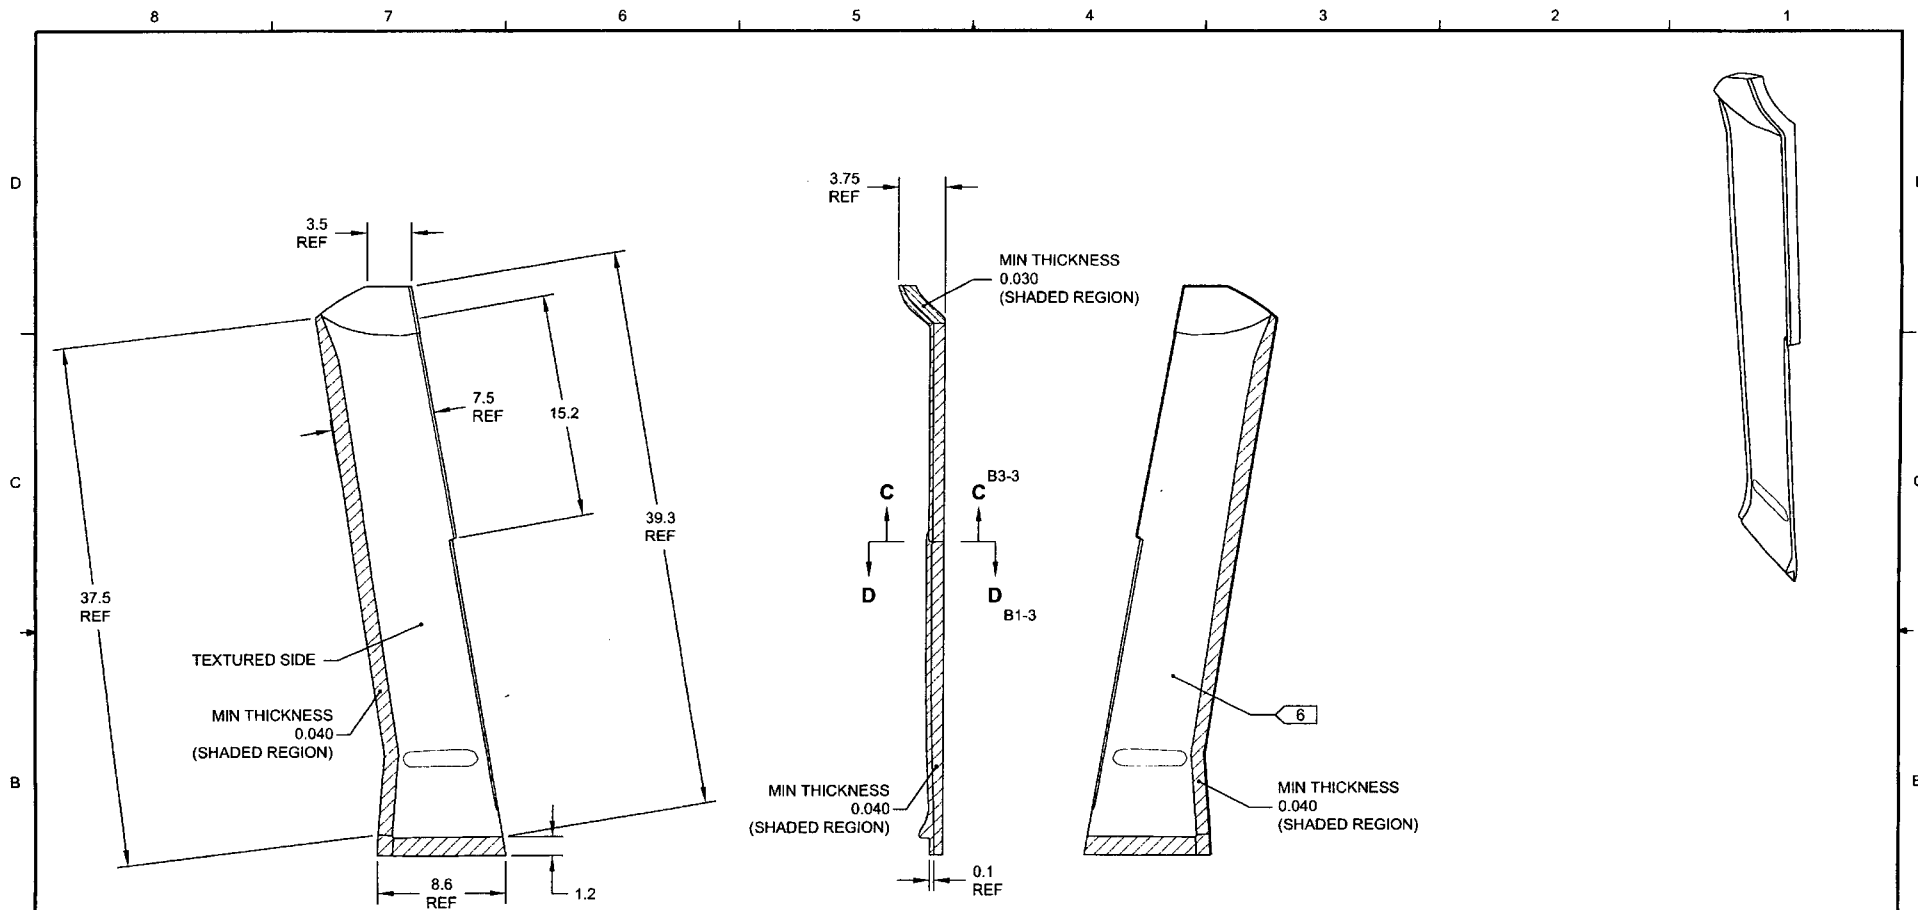 8 7 6 5 4 3 2 1
D
3.75
REF
3.5
REF
MIN THICKNESS
0.030
(SHADED REGION)
7.5
REF
15.2
C
C
C
B3-3
39.3
REF
D
D
B1-3
37.5
REF
TEXTURED SIDE
MIN THICKNESS
0.040
(SHADED REGION)
6
B
MIN THICKNESS
0.040
(SHADED REGION)
MIN THICKNESS
0.040
(SHADED REGION)
8.6
REF
1.2
0.1
REF